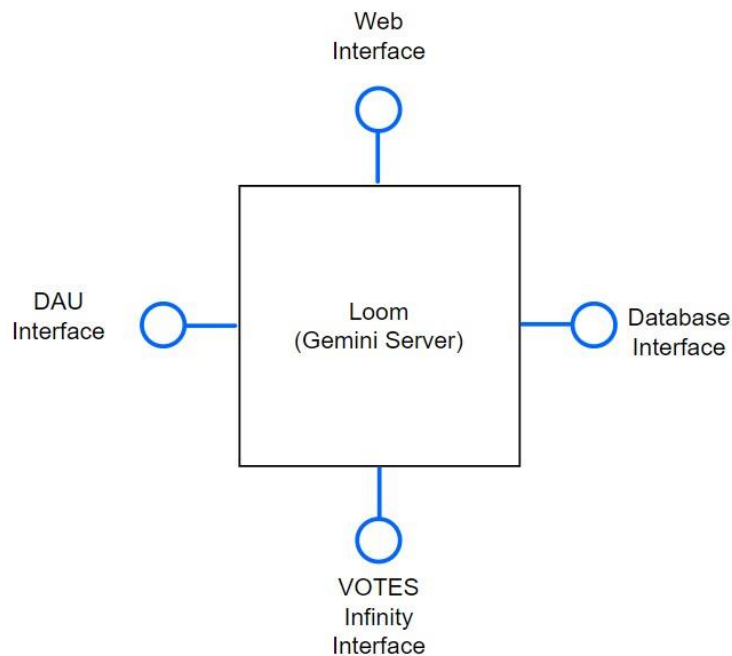 Web
Interface
DAU
Interface
Loom
(Gemini Server)
Database
Interface
VOTES
Infinity
Interface